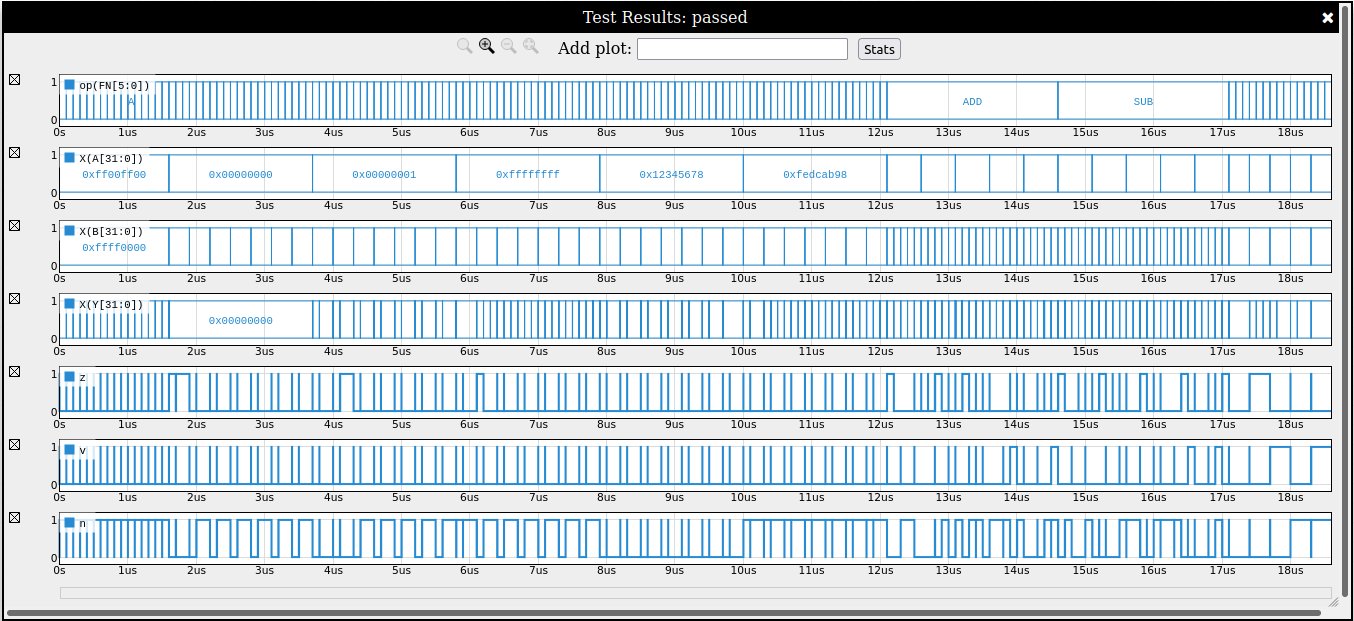 Test Results: passed
Add plot: Stats
1 op(FN[5:0])
A ADD SUB
0
0s 1us 2us 3us 4us 5us 6us 7us 8us 9us 10us 11us 12us 13us 14us 15us 16us 17us 18us
1 X(A[31:0])
0xff00ff00 0x00000000 0x00000001 0xffffffff 0x12345678 0xfedcab98
0
0s 1us 2us 3us 4us 5us 6us 7us 8us 9us 10us 11us 12us 13us 14us 15us 16us 17us 18us
1 X(B[31:0])
0xffff0000
0
0s 1us 2us 3us 4us 5us 6us 7us 8us 9us 10us 11us 12us 13us 14us 15us 16us 17us 18us
1 X(Y[31:0])
0x00000000
0
0s 1us 2us 3us 4us 5us 6us 7us 8us 9us 10us 11us 12us 13us 14us 15us 16us 17us 18us
1 z
0
0s 1us 2us 3us 4us 5us 6us 7us 8us 9us 10us 11us 12us 13us 14us 15us 16us 17us 18us
1 v
0
0s 1us 2us 3us 4us 5us 6us 7us 8us 9us 10us 11us 12us 13us 14us 15us 16us 17us 18us
1 n
0
0s 1us 2us 3us 4us 5us 6us 7us 8us 9us 10us 11us 12us 13us 14us 15us 16us 17us 18us